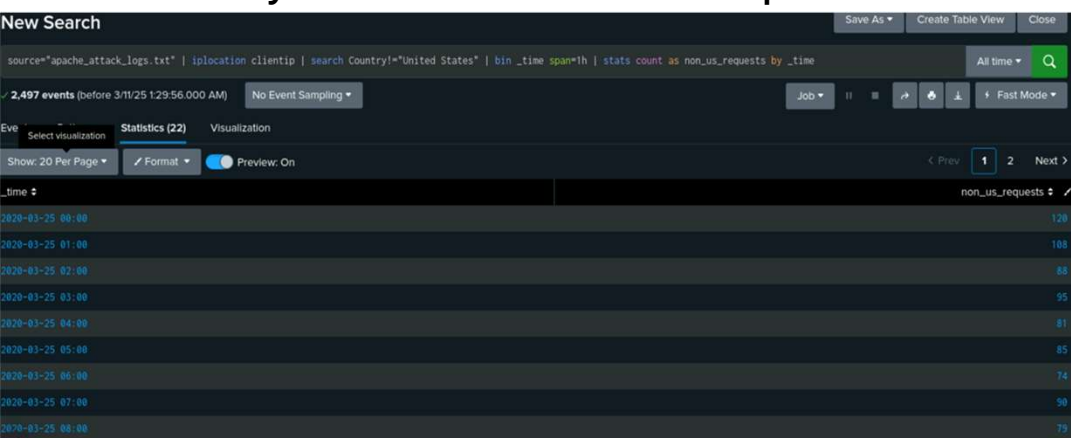 New Search
Save As Create Table View Close
source="apache_attack_logs.txt" | iplocation clientip | search Country!="United States" | bin _time span=1h | stats count as non_us_requests by _time
All time
2,497 events (before 3/11/25 1:29:56.000 AM) No Event Sampling
Job Fast Mode
Statistics (22) Visualization
Select visualization
Show: 20 Per Page Format Preview: On
< Prev 1 2 Next >
_time non_us_requests
2020-03-25 00:00 120
2020-03-25 01:00 108
2020-03-25 02:00 88
2020-03-25 03:00 95
2020-03-25 04:00 81
2020-03-25 05:00 85
2020-03-25 06:00 74
2020-03-25 07:00 90
2020-03-25 08:00 79